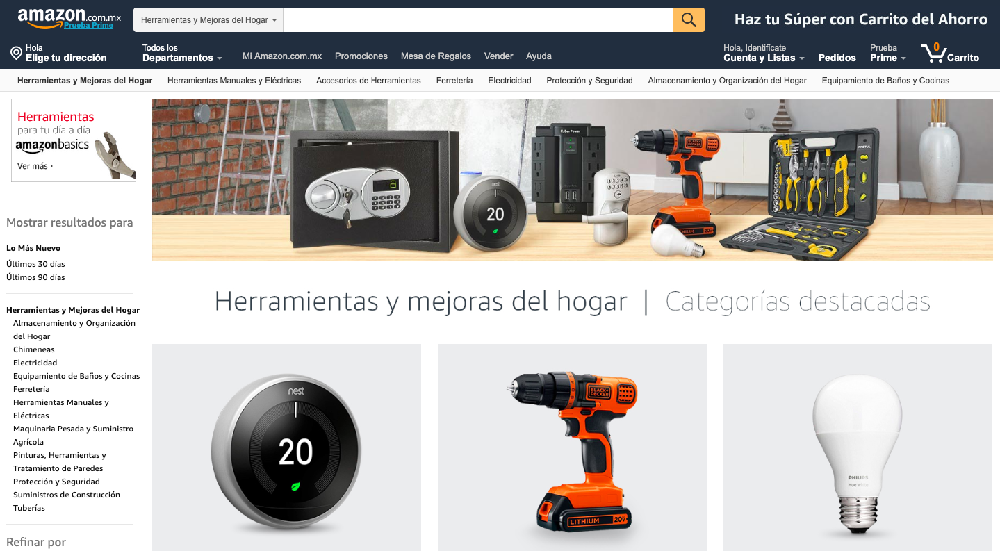 amazon.com.mx
Prueba Prime
Herramientas y Mejoras del Hogar
Haz tu Súper con Carrito del Ahorro
Hola
Elige tu dirección
Todos los
Departamentos
Mi Amazon.com.mx
Promociones
Mesa de Regalos
Vender
Ayuda
Hola, Identifícate
Cuenta y Listas
Pedidos
Prueba
Prime
0
Carrito
Herramientas y Mejoras del Hogar
Herramientas Manuales y Eléctricas
Accesorios de Herramientas
Ferretería
Electricidad
Protección y Seguridad
Almacenamiento y Organización del Hogar
Equipamiento de Baños y Cocinas
Herramientas
para tu día a día
amazonbasics
Ver más
CyberPower
nest
20
BLACK+DECKER
LITHIUM 20V
PRETUL
Mostrar resultados para
Lo Más Nuevo
Últimos 30 días
Últimos 90 días
Herramientas y Mejoras del Hogar
Almacenamiento y Organización
del Hogar
Chimeneas
Electricidad
Equipamiento de Baños y Cocinas
Ferretería
Herramientas Manuales y
Eléctricas
Maquinaria Pesada y Suministro
Agrícola
Pinturas, Herramientas y
Tratamiento de Paredes
Protección y Seguridad
Suministros de Construcción
Tuberías
Refinar por
Herramientas y mejoras del hogar | Categorías destacadas
nest
20
BLACK+
DECKER
LITHIUM 20V
PHILIPS
Hue white